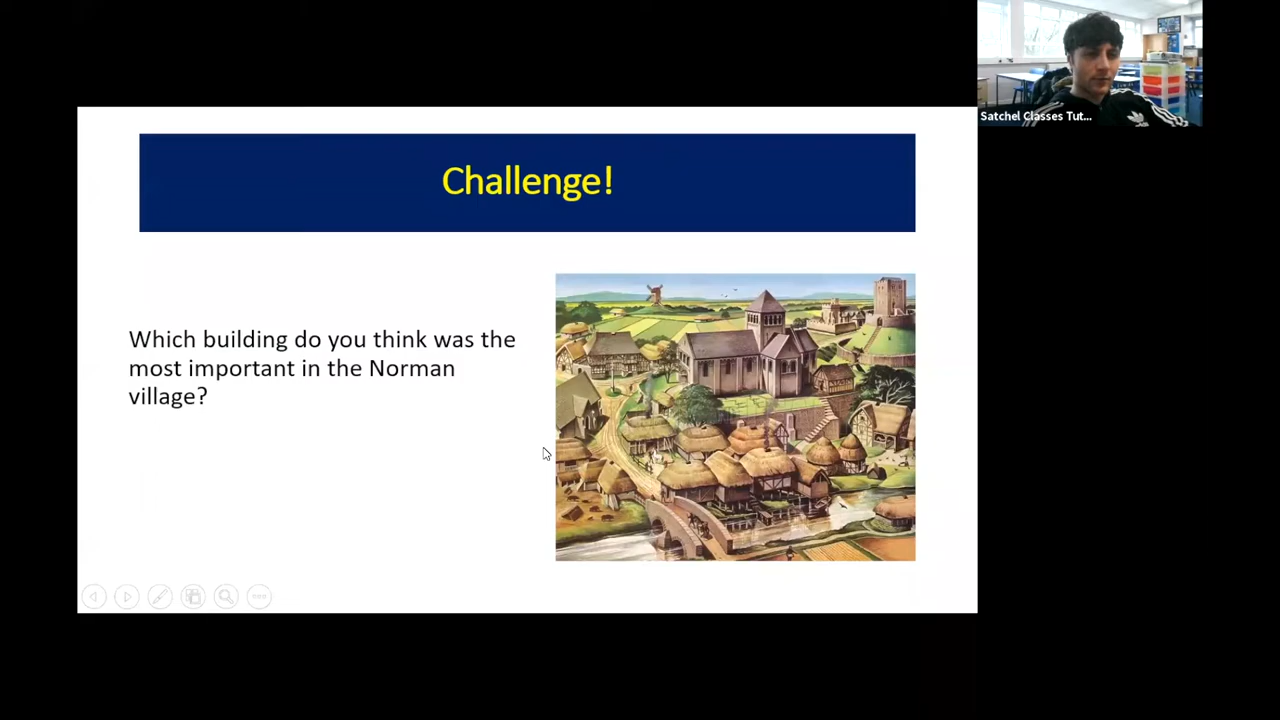 Satchel Classes Tut...
Challenge!
Which building do you think was the
most important in the Norman
village?